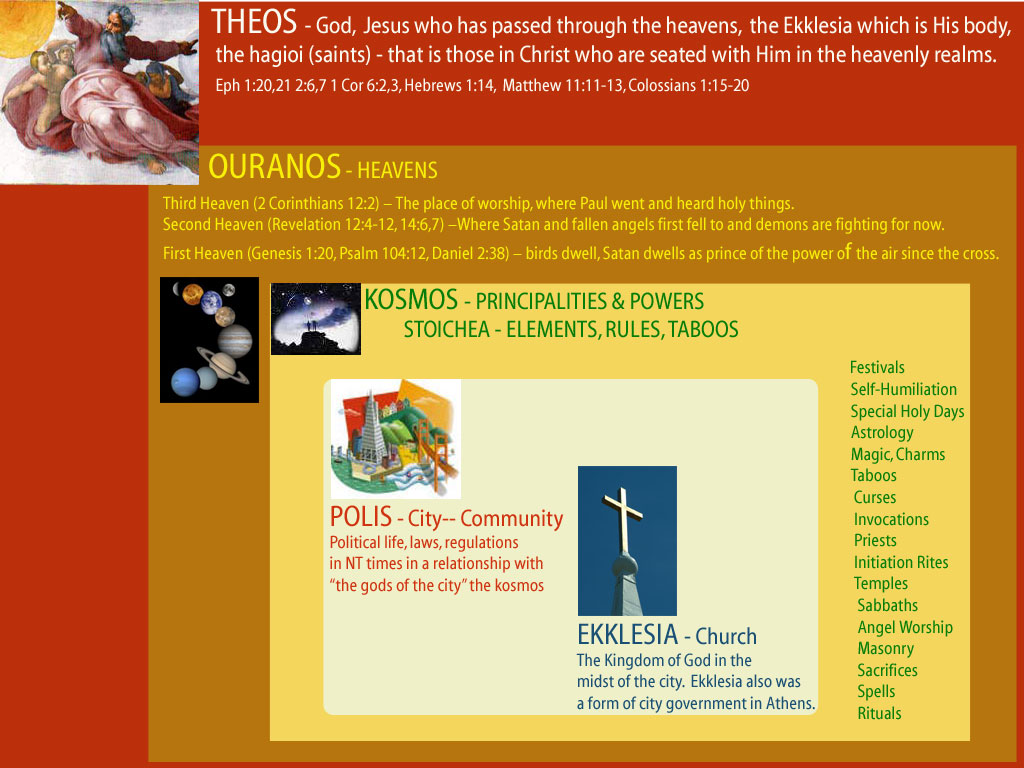 THEOS - God, Jesus who has passed through the heavens, the Ekklesia which is His body,
the hagioi (saints) - that is those in Christ who are seated with Him in the heavenly realms.
Eph 1:20,21 2:6,7 1 Cor 6:2,3, Hebrews 1:14, Matthew 11:11-13, Colossians 1:15-20
OURANOS - HEAVENS
Third Heaven (2 Corinthians 12:2) – The place of worship, where Paul went and heard holy things.
Second Heaven (Revelation 12:4-12, 14:6,7) –Where Satan and fallen angels first fell to and demons are fighting for now.
First Heaven (Genesis 1:20, Psalm 104:12, Daniel 2:38) – birds dwell, Satan dwells as prince of the power of the air since the cross.
KOSMOS - PRINCIPALITIES & POWERS
STOICHEA - ELEMENTS, RULES, TABOOS
POLIS - City-- Community
Political life, laws, regulations
in NT times in a relationship with
“the gods of the city” the kosmos
EKKLESIA - Church
The Kingdom of God in the
midst of the city. Ekklesia also was
a form of city government in Athens.
Festivals
Self-Humiliation
Special Holy Days
Astrology
Magic, Charms
Taboos
Curses
Invocations
Priests
Initiation Rites
Temples
Sabbaths
Angel Worship
Masonry
Sacrifices
Spells
Rituals